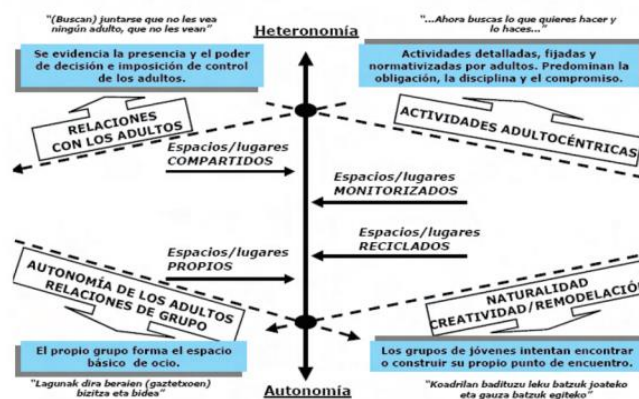 "(Buscan) juntarse que no les vea
ningún adulto, que no les vean"
Heteronomía
"...Ahora buscas lo que quieres hacer y
lo haces..."
Se evidencia la presencia y el poder
de decisión e imposición de control
de los adultos.
Actividades detalladas, fijadas y
normativizadas por adultos. Predominan la
obligación, la disciplina y el compromiso.
RELACIONES
CON LOS ADULTOS
ACTIVIDADES ADULTOCÉNTRICAS
Espacios/lugares
COMPARTIDOS
Espacios/lugares
MONITORIZADOS
Espacios/lugares
RECICLADOS
Espacios/lugares
PROPIOS
AUTONOMÍA DE LOS ADULTOS
RELACIONES DE GRUPO
NATURALIDAD
CREATIVIDAD/REMODELACIÓN
El propio grupo forma el espacio
básico de ocio.
Los grupos de jóvenes intentan encontrar
o construir su propio punto de encuentro.
"Lagunak dira beraien (gaztetxoen)
bizitza eta bidea"
Autonomía
"Koadrilan badituzu leku batzuk joateko
eta gauza batzuk egiteko"